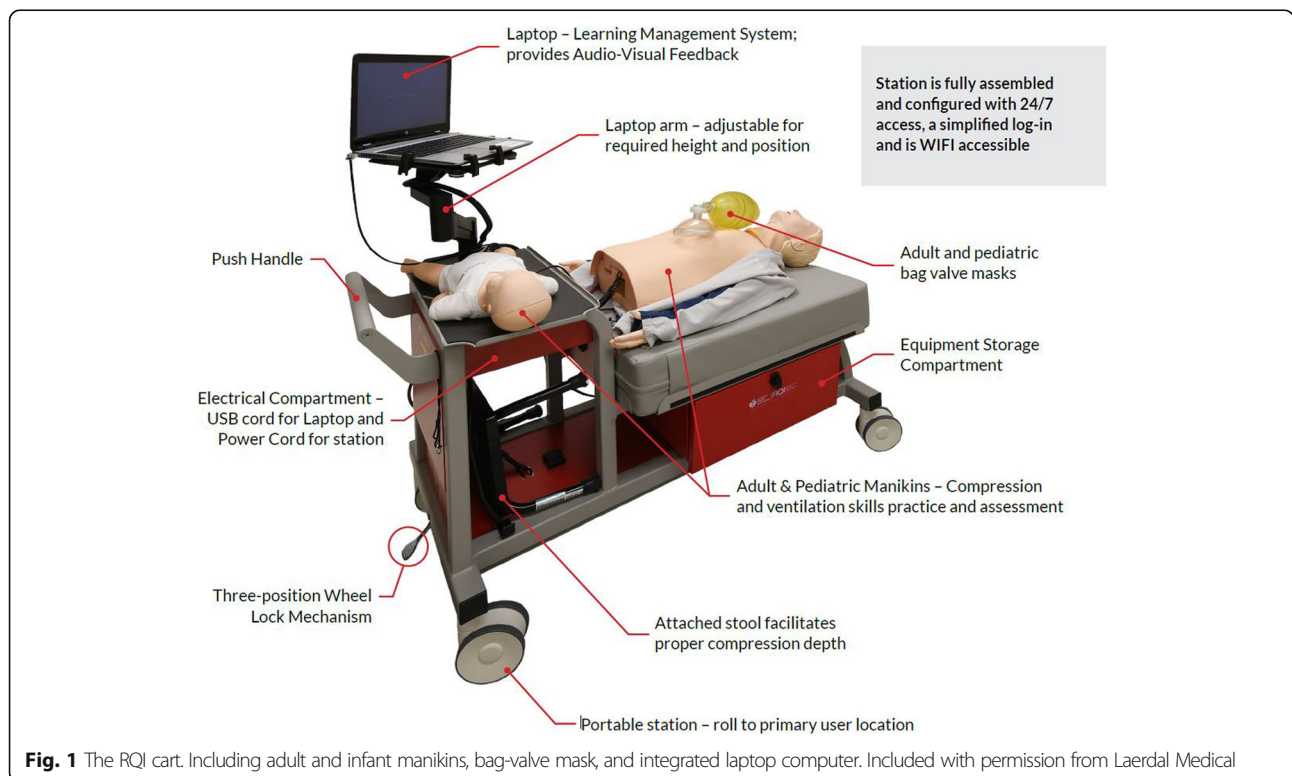 Laptop – Learning Management System;
provides Audio-Visual Feedback
Station is fully assembled
and configured with 24/7
access, a simplified log-in
and is WIFI accessible
Laptop arm – adjustable for
required height and position
Push Handle
Adult and pediatric
bag valve masks
Equipment Storage
Compartment
Electrical Compartment –
USB cord for Laptop and
Power Cord for station
Adult & Pediatric Manikins – Compression
and ventilation skills practice and assessment
Three-position Wheel
Lock Mechanism
Attached stool facilitates
proper compression depth
Portable station – roll to primary user location
Fig. 1 The RQI cart. Including adult and infant manikins, bag-valve mask, and integrated laptop computer. Included with permission from Laerdal Medical